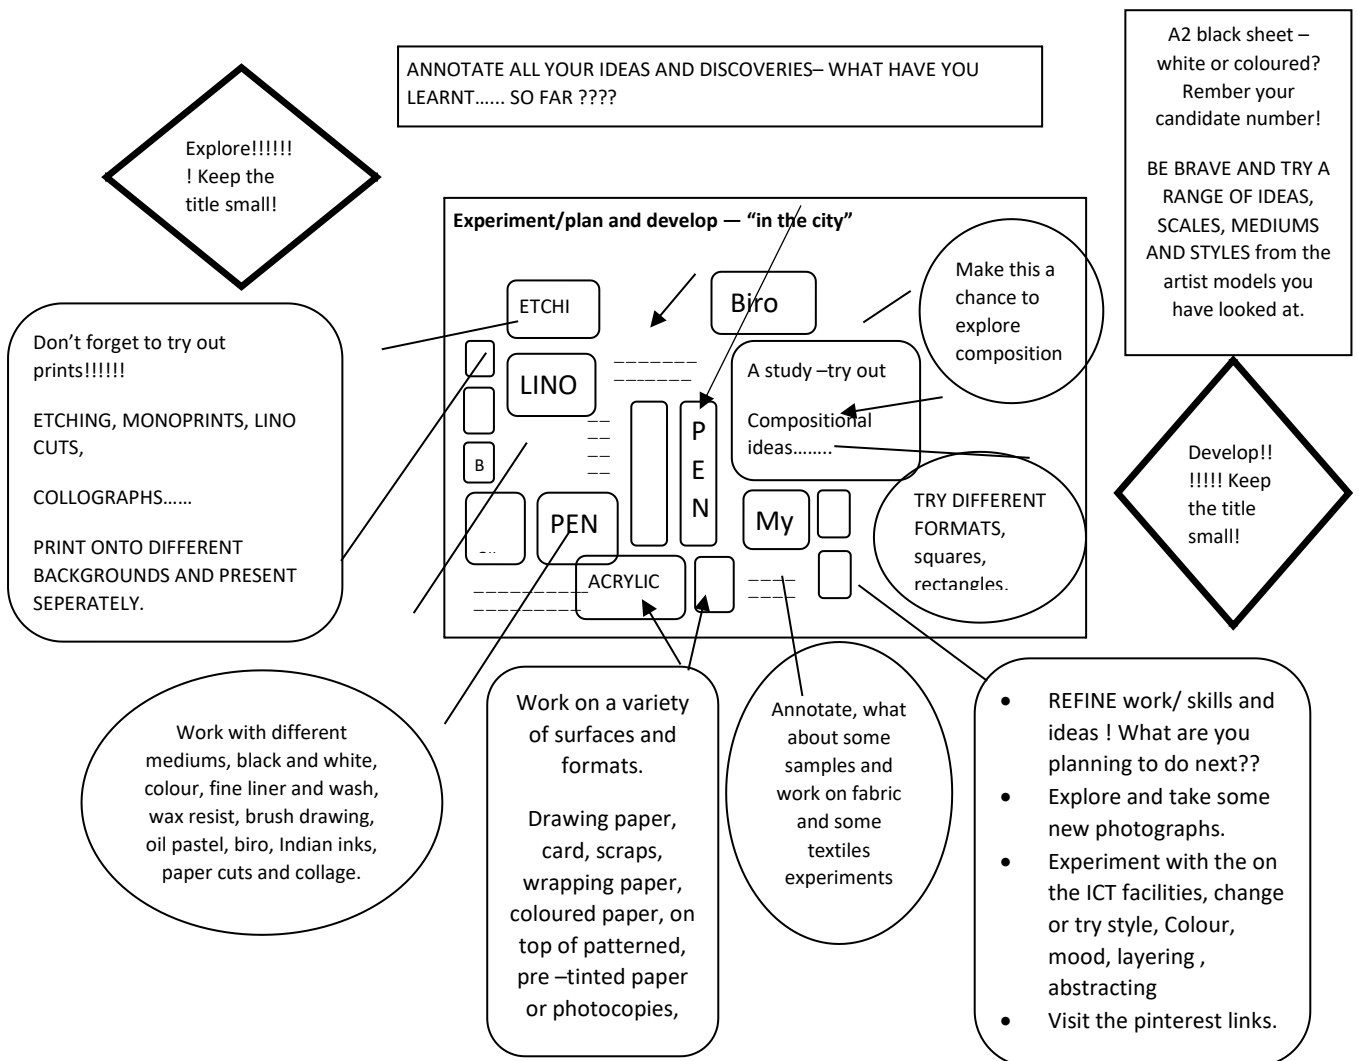 ANNOTATE ALL YOUR IDEAS AND DISCOVERIES– WHAT HAVE YOU
LEARNT...... SO FAR ????
A2 black sheet –
white or coloured?
Rember your
candidate number!
BE BRAVE AND TRY A
RANGE OF IDEAS,
SCALES, MEDIUMS
AND STYLES from the
artist models you
have looked at.
Explore!!!!!!
! Keep the
title small!
Experiment/plan and develop — “in the city”
ETCHI
Biro
LINO
B
PEN
ACRYLIC
P
E
N
A study –try out
Compositional
ideas........
My
Make this a
chance to
explore
composition
TRY DIFFERENT
FORMATS,
squares,
rectangles.
Develop!!
!!!!! Keep
the title
small!
Don’t forget to try out
prints!!!!!!
ETCHING, MONOPRINTS, LINO
CUTS,
COLLOGRAPHS......
PRINT ONTO DIFFERENT
BACKGROUNDS AND PRESENT
SEPERATELY.
Work with different
mediums, black and white,
colour, fine liner and wash,
wax resist, brush drawing,
oil pastel, biro, Indian inks,
paper cuts and collage.
Work on a variety
of surfaces and
formats.
Drawing paper,
card, scraps,
wrapping paper,
coloured paper, on
top of patterned,
pre –tinted paper
or photocopies,
Annotate, what
about some
samples and
work on fabric
and some
textiles
experiments
• REFINE work/ skills and
ideas ! What are you
planning to do next??
• Explore and take some
new photographs.
• Experiment with the on
the ICT facilities, change
or try style, Colour,
mood, layering ,
abstracting
• Visit the pinterest links.